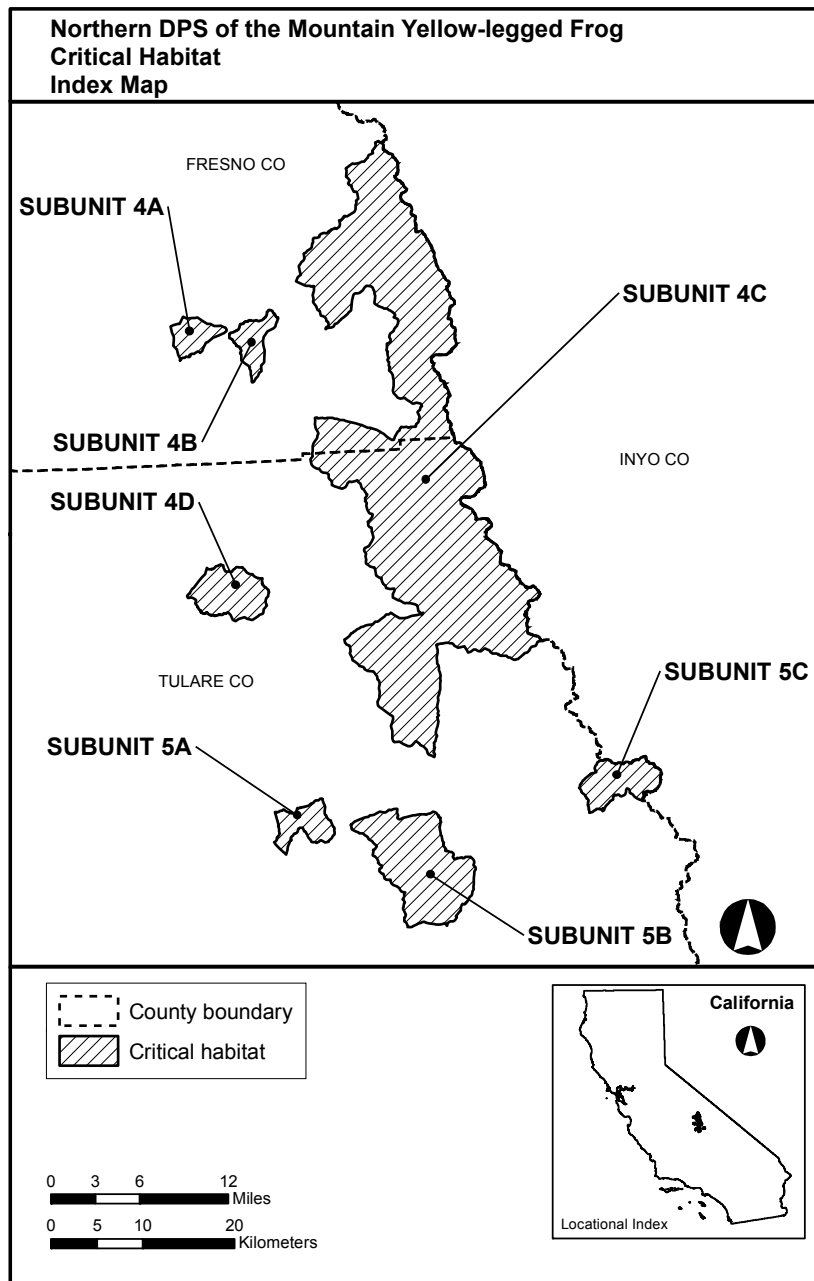 Northern DPS of the Mountain Yellow-legged Frog
Critical Habitat
Index Map
FRESNO CO
SUBUNIT 4A
SUBUNIT 4C
SUBUNIT 4B
INYO CO
SUBUNIT 4D
SUBUNIT 5C
TULARE CO
SUBUNIT 5A
SUBUNIT 5B
County boundary
Critical habitat
0 3 6 12
Miles
0 5 10 20
Kilometers
California
Locational Index